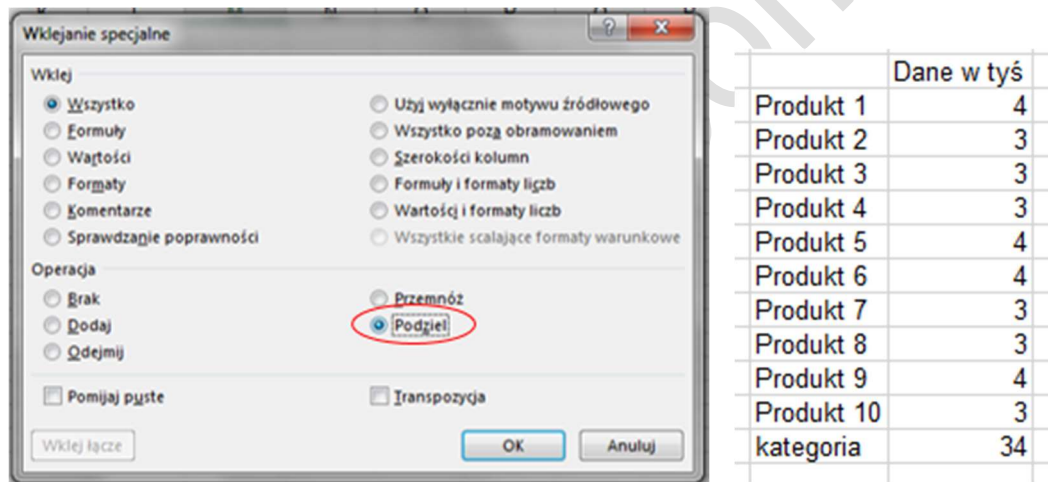 Wklejanie specjalne
Wklej
Wszystko
Formuły
Wartości
Formaty
Komentarze
Sprawdzanie poprawności
Użyj wyłącznie motywu źródłowego
Wszystko poza obramowaniem
Szerokości kolumn
Formuły i formaty liczb
Wartości i formaty liczb
Wszystkie scalające formaty warunkowe
Operacja
Brak
Dodaj
Odejmij
Przemnóż
Podziel
Pomijaj puste
Transpozycja
Wklej łącze
OK
Anuluj
Dane w tyś
Produkt 1 4
Produkt 2 3
Produkt 3 3
Produkt 4 3
Produkt 5 4
Produkt 6 4
Produkt 7 3
Produkt 8 3
Produkt 9 4
Produkt 10 3
kategoria 34